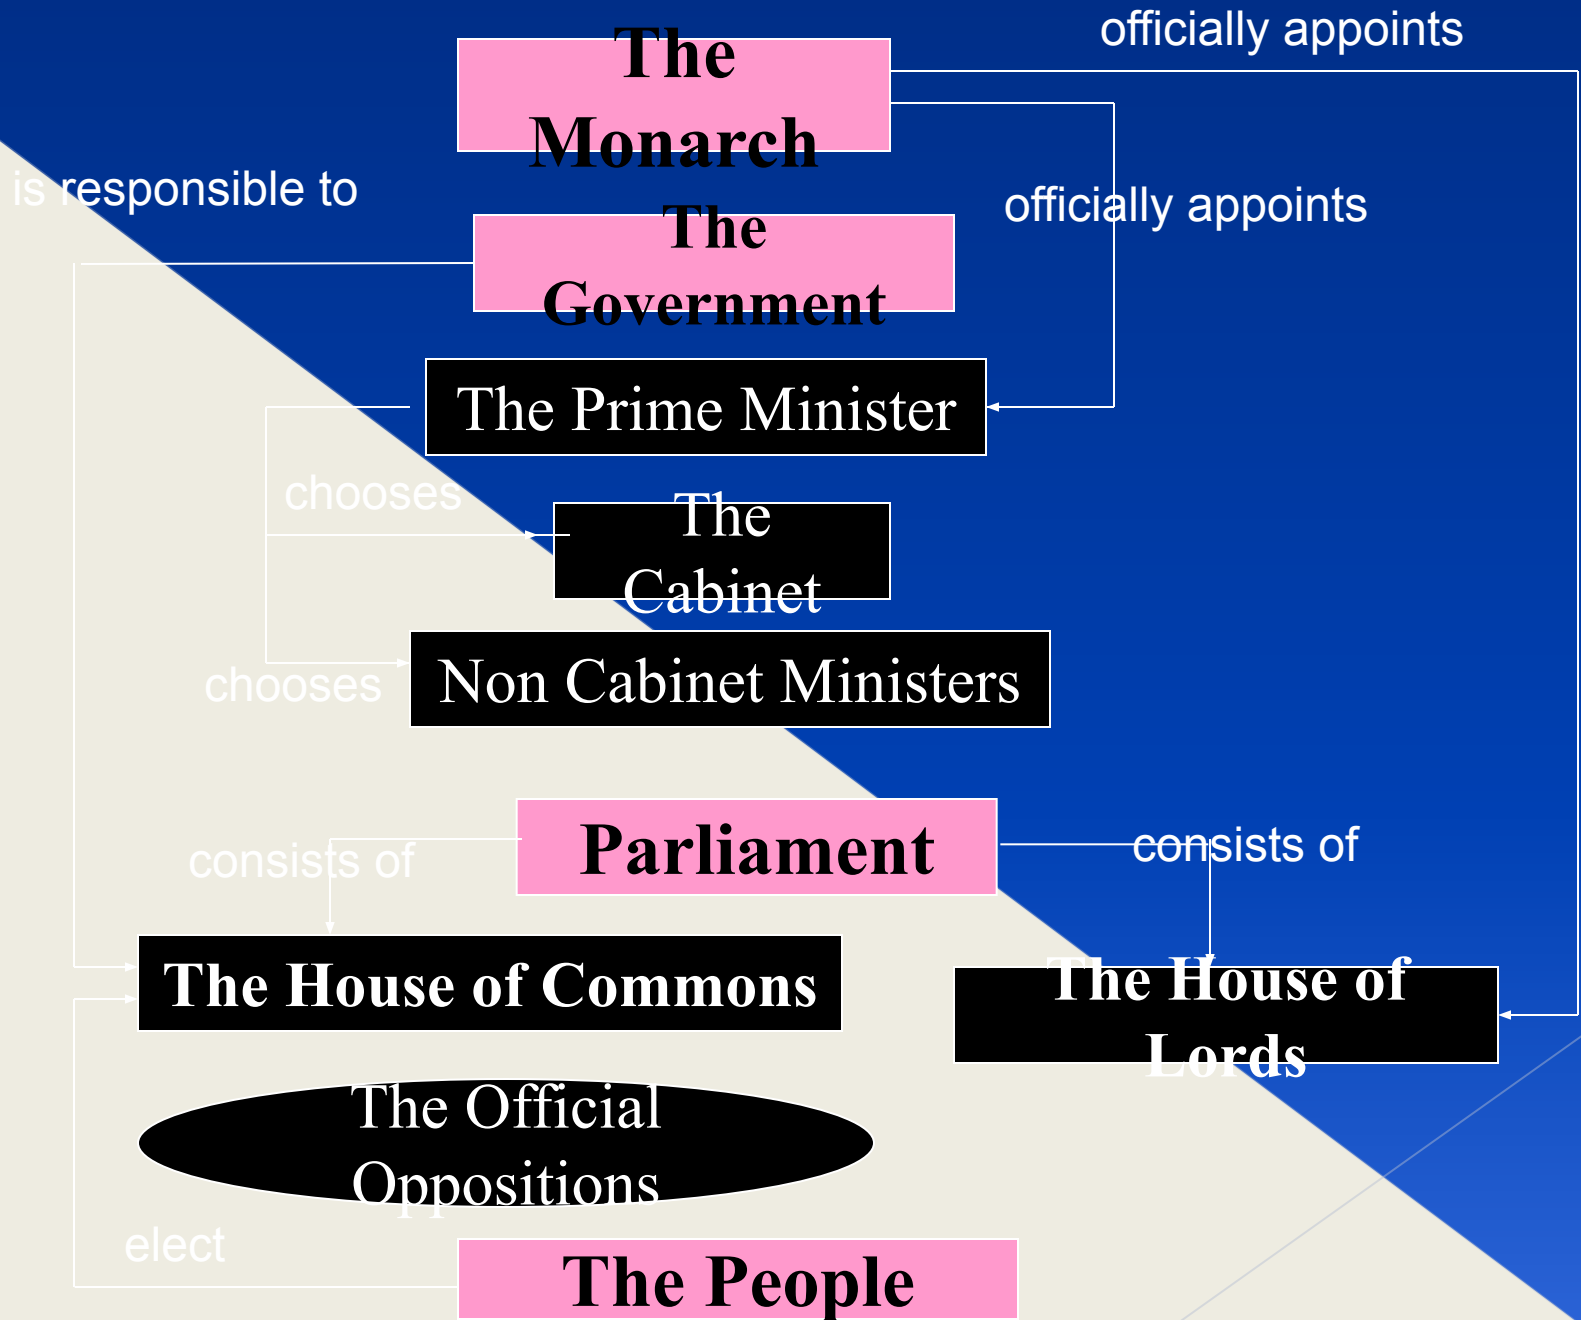 officially appoints
The
Monarch
is responsible to
officially appoints
The
Government
The Prime Minister
chooses
The
Cabinet
chooses
Non Cabinet Ministers
Parliament
consists of
consists of
The House of Commons
The House of
Lords
The Official
Oppositions
elect
The People